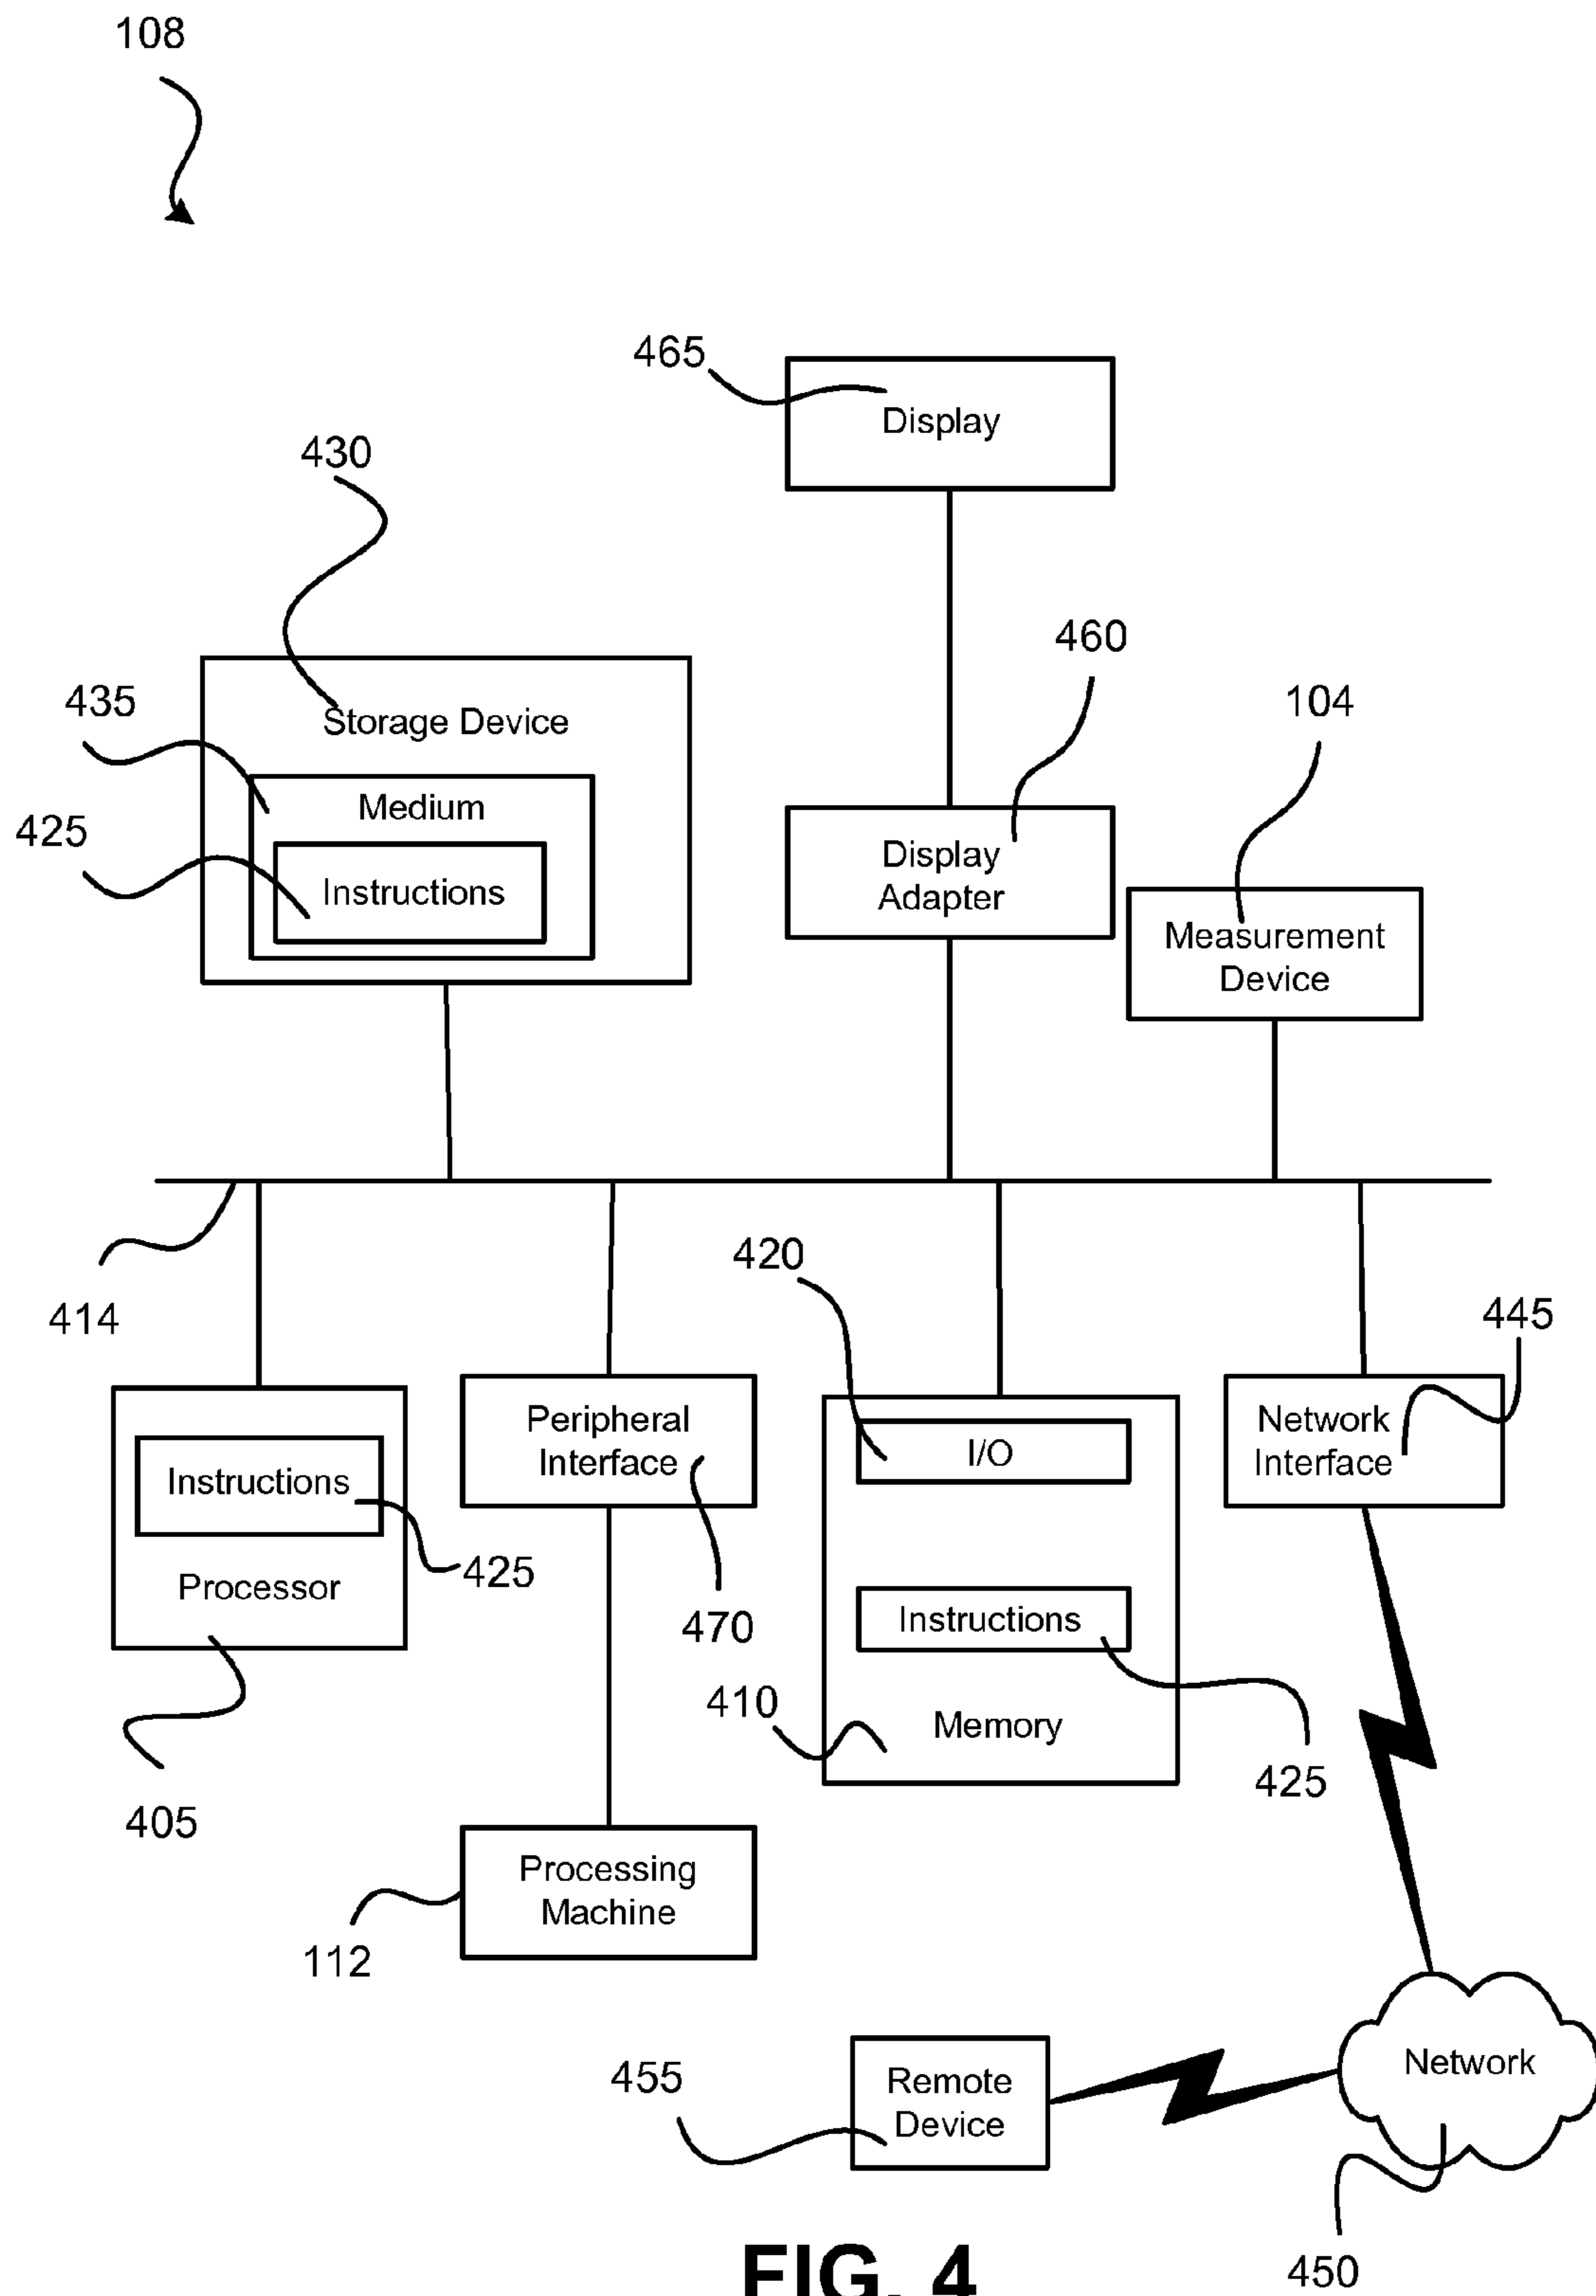 108
465
Display
430
460
435
104
Storage Device
Medium
425
Instructions
Display
Adapter
Measurement
Device
414
420
445
Peripheral
Interface
Network
Interface
I/O
Instructions
425
Processor
470
Instructions
410
Memory
425
405
Processing
Machine
112
455
Remote
Device
Network
450
FIG. 4